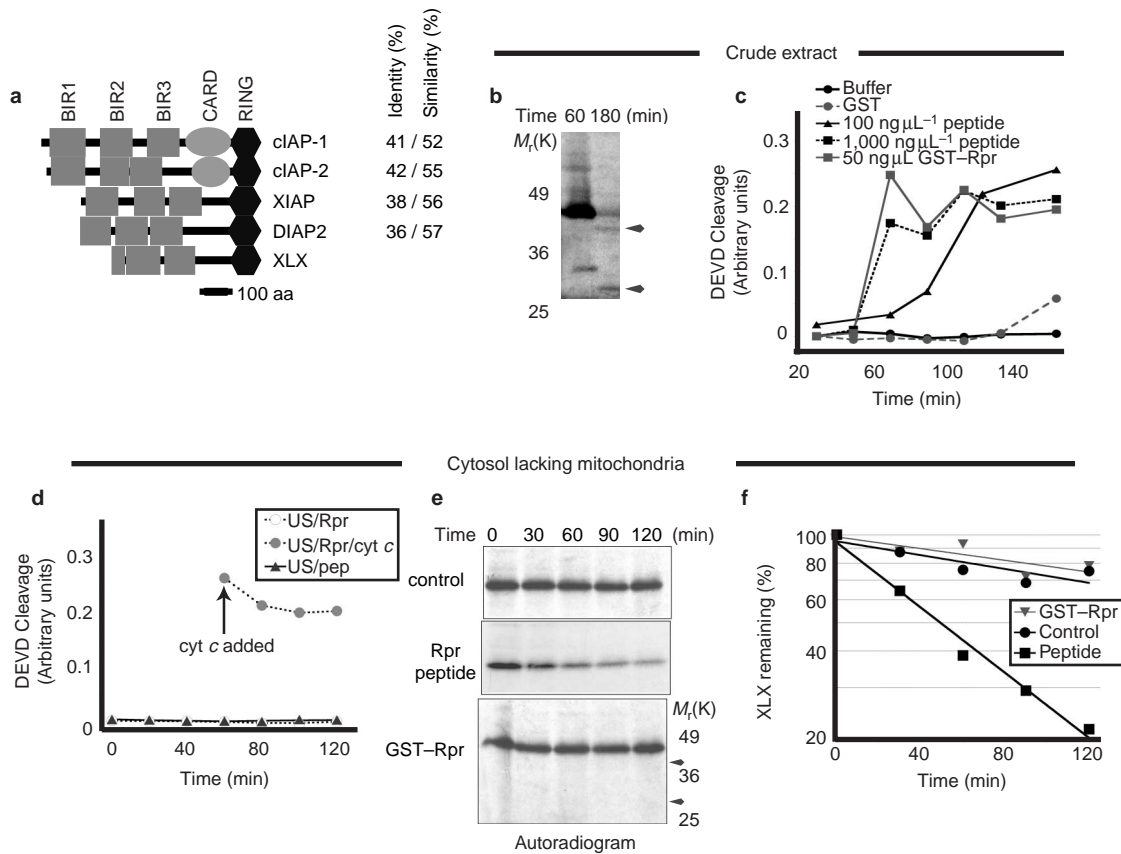 Crude extract
a
BIR1
BIR2
BIR3
CARD
RING
Identity (%)
Similarity (%)
cIAP-1 41 / 52
cIAP-2 42 / 55
XIAP 38 / 56
DIAP2 36 / 57
XLX
100 aa
b
Time 60 180 (min)
Mr(K)
49
36
25
c
Buffer
GST
100 ng µL−1 peptide
1,000 ng µL−1 peptide
50 ng µL GST–Rpr
DEVD Cleavage
(Arbitrary units)
0.3
0.2
0.1
0
20 60 100 140
Time (min)
Cytosol lacking mitochondria
d
US/Rpr
US/Rpr/cyt c
US/pep
DEVD Cleavage
(Arbitrary units)
0.3
0.2
0.1
0
cyt c added
0 40 80 120
Time (min)
e
Time 0 30 60 90 120 (min)
control
Rpr
peptide
GST–Rpr
Mr(K)
49
36
25
Autoradiogram
f
XLX remaining (%)
100
80
60
40
20
GST–Rpr
Control
Peptide
0 40 80 120
Time (min)